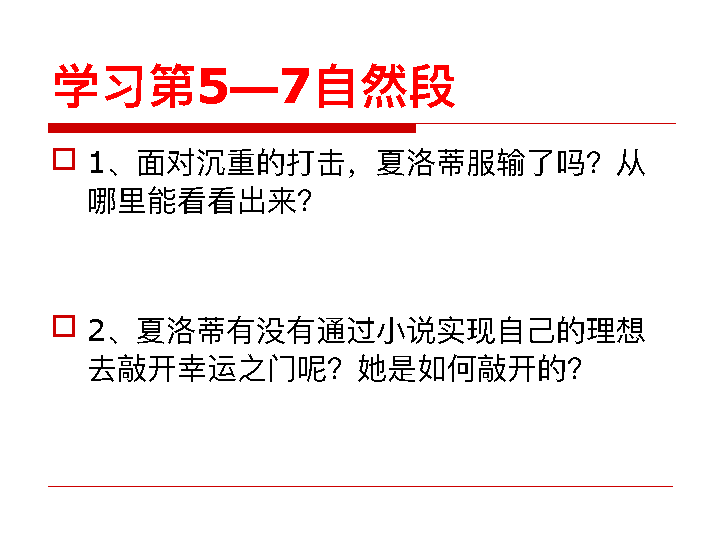 学习第5—7自然段
1、面对沉重的打击，夏洛蒂服输了吗？从
哪里能看看出来？
2、夏洛蒂有没有通过小说实现自己的理想
去敲开幸运之门呢？她是如何敲开的？